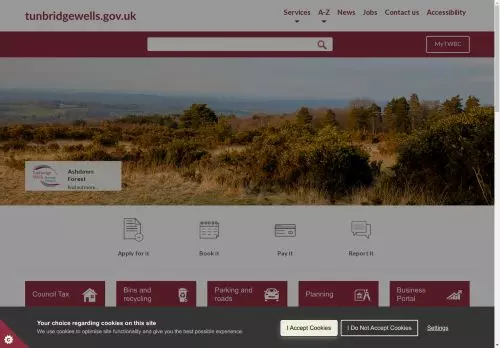 tunbridgewells.gov.uk
Services A-Z News Jobs Contact us Accessibility
MyTWBC
Ashdown
Forest
find out more
Apply for it Book it Pay it Report it
Council Tax
Bins and
recycling
Parking and
roads
Planning
Business
Portal
Your choice regarding cookies on this site
We use cookies to optimise site functionality and give you the best possible experience.
I Accept Cookies
I Do Not Accept Cookies
Settings